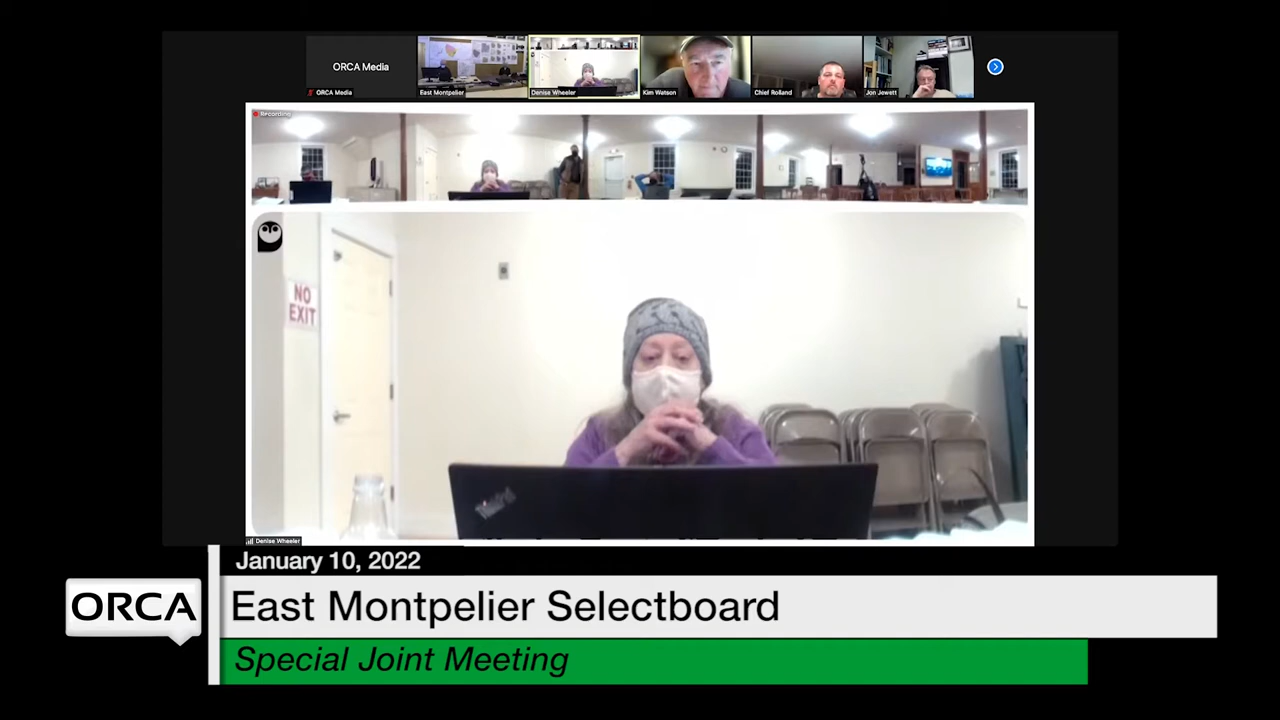 ORCA Media
ORCA Media
East Montpelier
Denise Wheeler
Kim Watson
Chief Rolland
Jon Jewett
Recording
NO
EXIT
ThinkPad
Denise Wheeler
January 10, 2022
ORCA
East Montpelier Selectboard
Special Joint Meeting